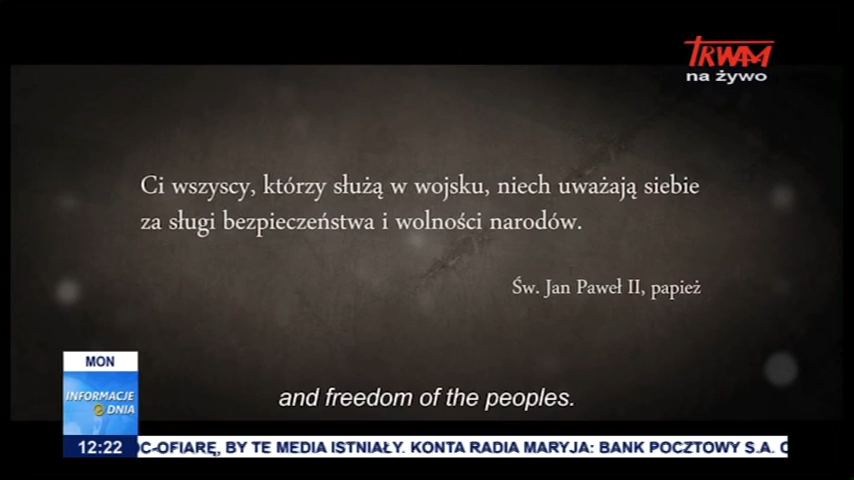 TRWAM
na żywo
Ci wszyscy, którzy służą w wojsku, niech uważają siebie
za sługi bezpieczeństwa i wolności narodów.
Św. Jan Paweł II, papież
and freedom of the peoples.
MON
INFORMACJE
DNIA
12:22 OC-OFIARĘ, BY TE MEDIA ISTNIAŁY. KONTA RADIA MARYJA: BANK POCZTOWY S.A.